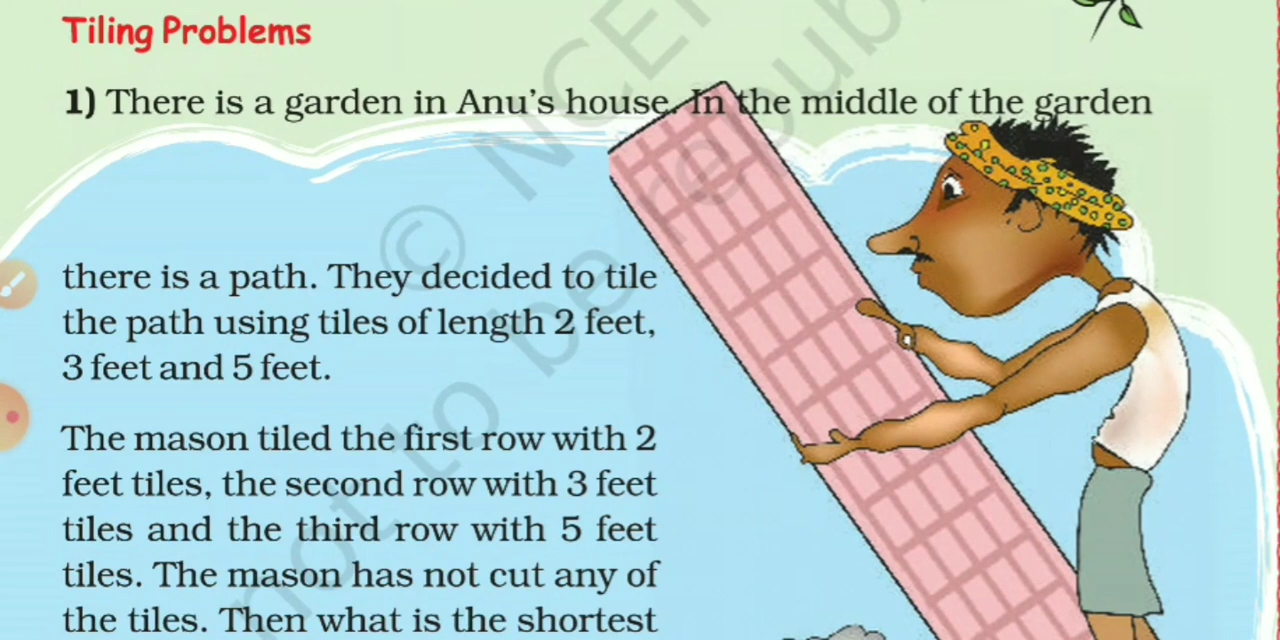 Tiling Problems
1) There is a garden in Anu's house. In the middle of the garden
there is a path. They decided to tile
the path using tiles of length 2 feet,
3 feet and 5 feet.
The mason tiled the first row with 2
feet tiles, the second row with 3 feet
tiles and the third row with 5 feet
tiles. The mason has not cut any of
the tiles. Then what is the shortest